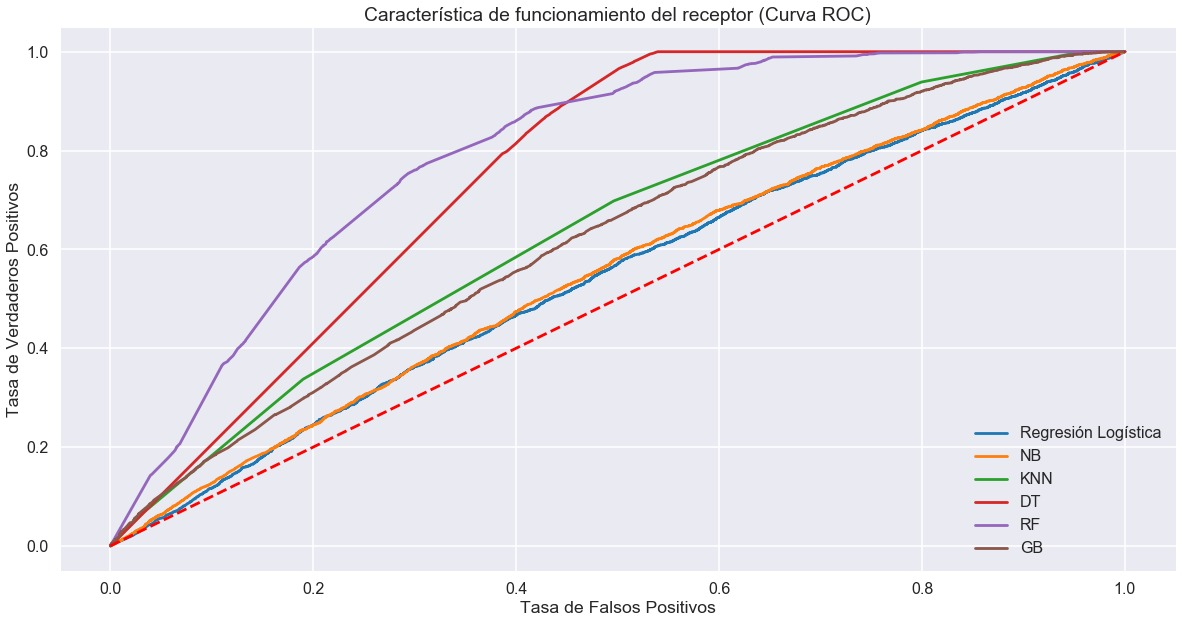 Característica de funcionamiento del receptor (Curva ROC)
Tasa de Verdaderos Positivos
1.0
0.8
0.6
0.4
0.2
0.0
Regresión Logística
NB
KNN
DT
RF
GB
0.0 0.2 0.4 0.6 0.8 1.0
Tasa de Falsos Positivos